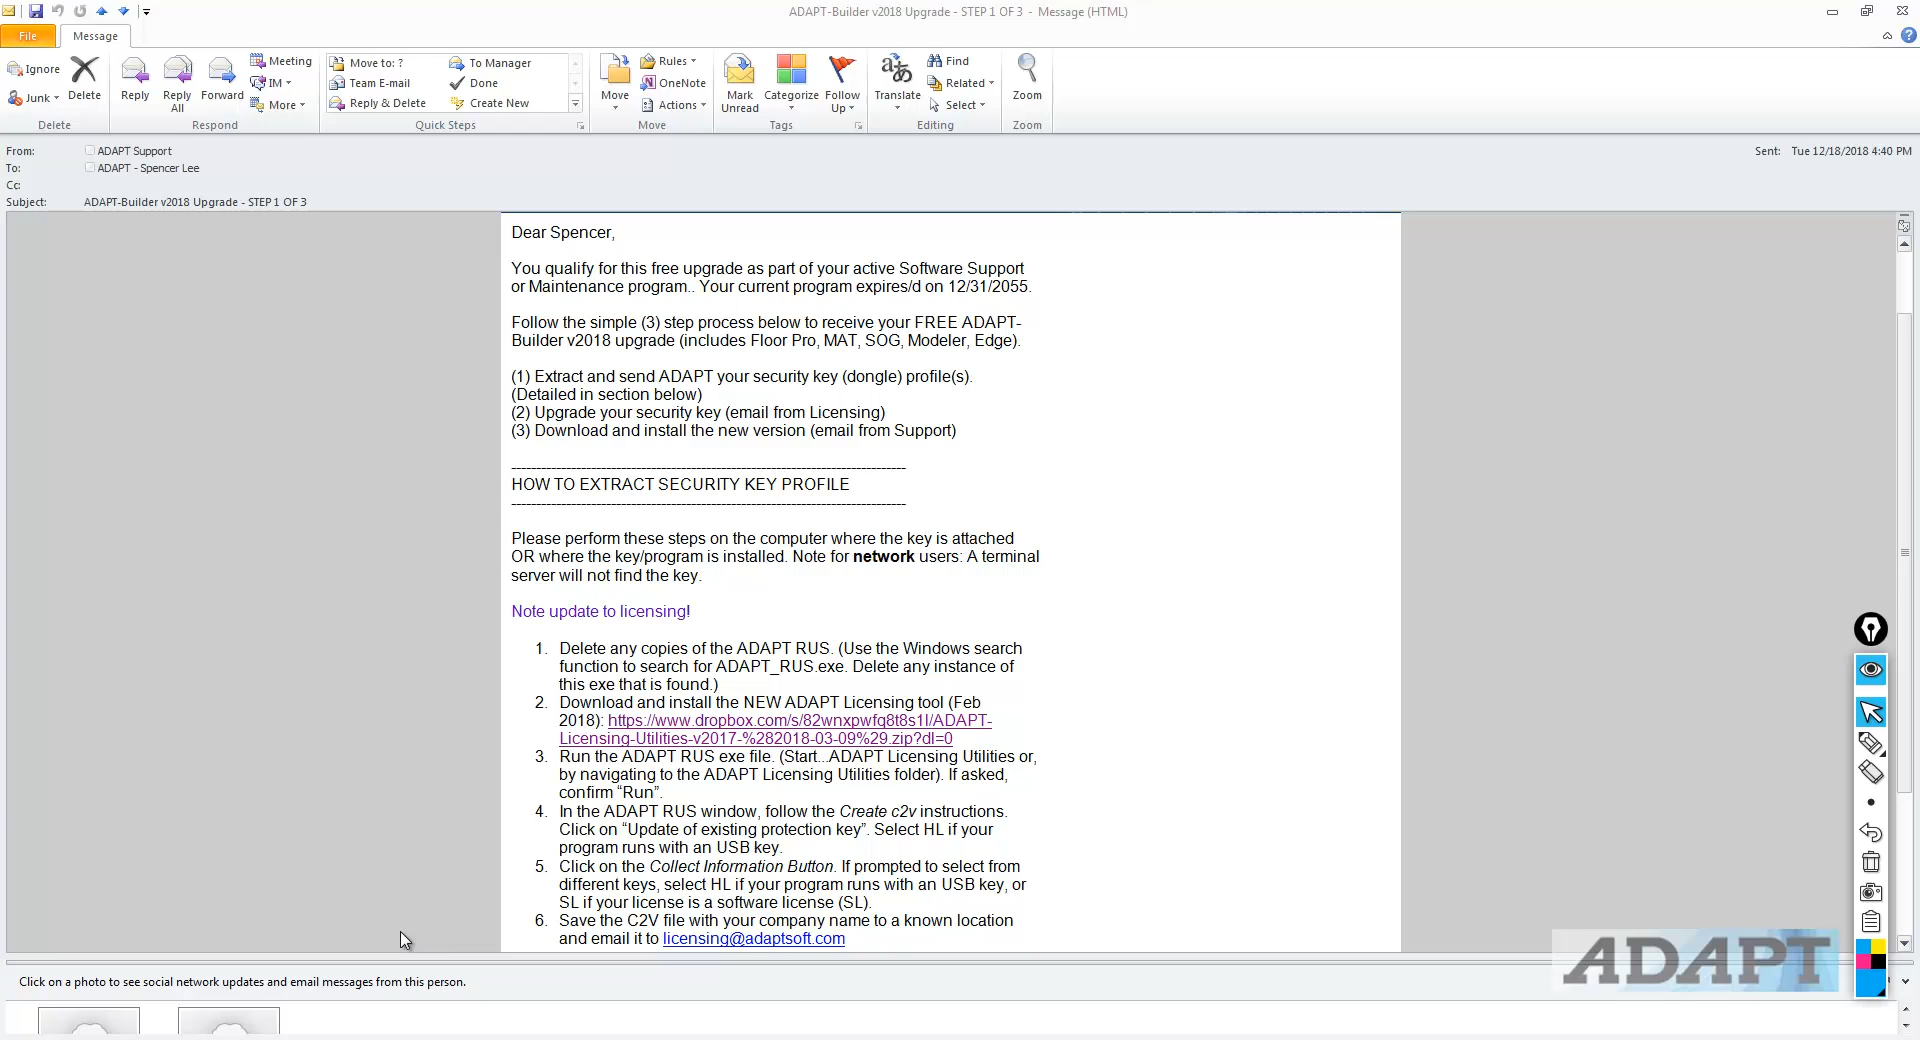 ADAPT-Builder v2018 Upgrade - STEP 1 OF 3 - Message (HTML)
File
Message
Ignore
Junk
Delete
Delete
Reply
Reply All
Forward
Meeting
IM
More
Respond
Move to: ?
Team E-mail
Reply & Delete
To Manager
Done
Create New
Quick Steps
Move
Rules
OneNote
Actions
Move
Mark Unread
Categorize
Follow Up
Tags
Translate
Find
Related
Select
Editing
Zoom
Zoom
From: ADAPT Support
Sent: Tue 12/18/2018 4:40 PM
To: ADAPT - Spencer Lee
Cc:
Subject: ADAPT-Builder v2018 Upgrade - STEP 1 OF 3
Dear Spencer,
You qualify for this free upgrade as part of your active Software Support
or Maintenance program.. Your current program expires/d on 12/31/2055.
Follow the simple (3) step process below to receive your FREE ADAPT-
Builder v2018 upgrade (includes Floor Pro, MAT, SOG, Modeler, Edge).
(1) Extract and send ADAPT your security key (dongle) profile(s).
(Detailed in section below)
(2) Upgrade your security key (email from Licensing)
(3) Download and install the new version (email from Support)
-------------------------------------------------------------------------------
HOW TO EXTRACT SECURITY KEY PROFILE
-------------------------------------------------------------------------------
Please perform these steps on the computer where the key is attached
OR where the key/program is installed. Note for network users: A terminal
server will not find the key.
Note update to licensing!
1. Delete any copies of the ADAPT RUS. (Use the Windows search
function to search for ADAPT_RUS.exe. Delete any instance of
this exe that is found.)
2. Download and install the NEW ADAPT Licensing tool (Feb
2018): https://www.dropbox.com/s/82wnxpwfq8t8s1l/ADAPT-
Licensing-Utilities-v2017-%282018-03-09%29.zip?dl=0
3. Run the ADAPT RUS exe file. (Start...ADAPT Licensing Utilities or,
by navigating to the ADAPT Licensing Utilities folder). If asked,
confirm “Run”.
4. In the ADAPT RUS window, follow the Create c2v instructions.
Click on “Update of existing protection key”. Select HL if your
program runs with an USB key.
5. Click on the Collect Information Button. If prompted to select from
different keys, select HL if your program runs with an USB key, or
SL if your license is a software license (SL).
6. Save the C2V file with your company name to a known location
and email it to licensing@adaptsoft.com
ADAPT
Click on a photo to see social network updates and email messages from this person.